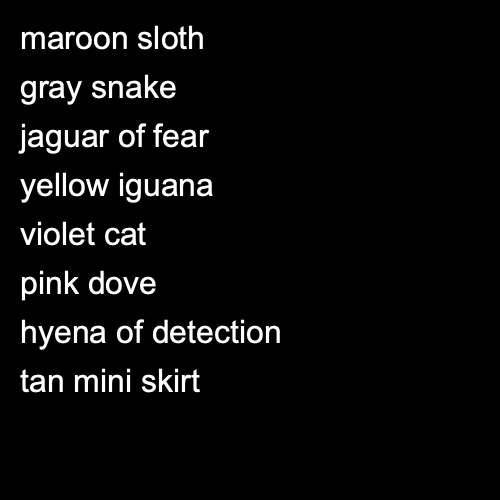 maroon sloth
gray snake
jaguar of fear
yellow iguana
violet cat
pink dove
hyena of detection
tan mini skirt